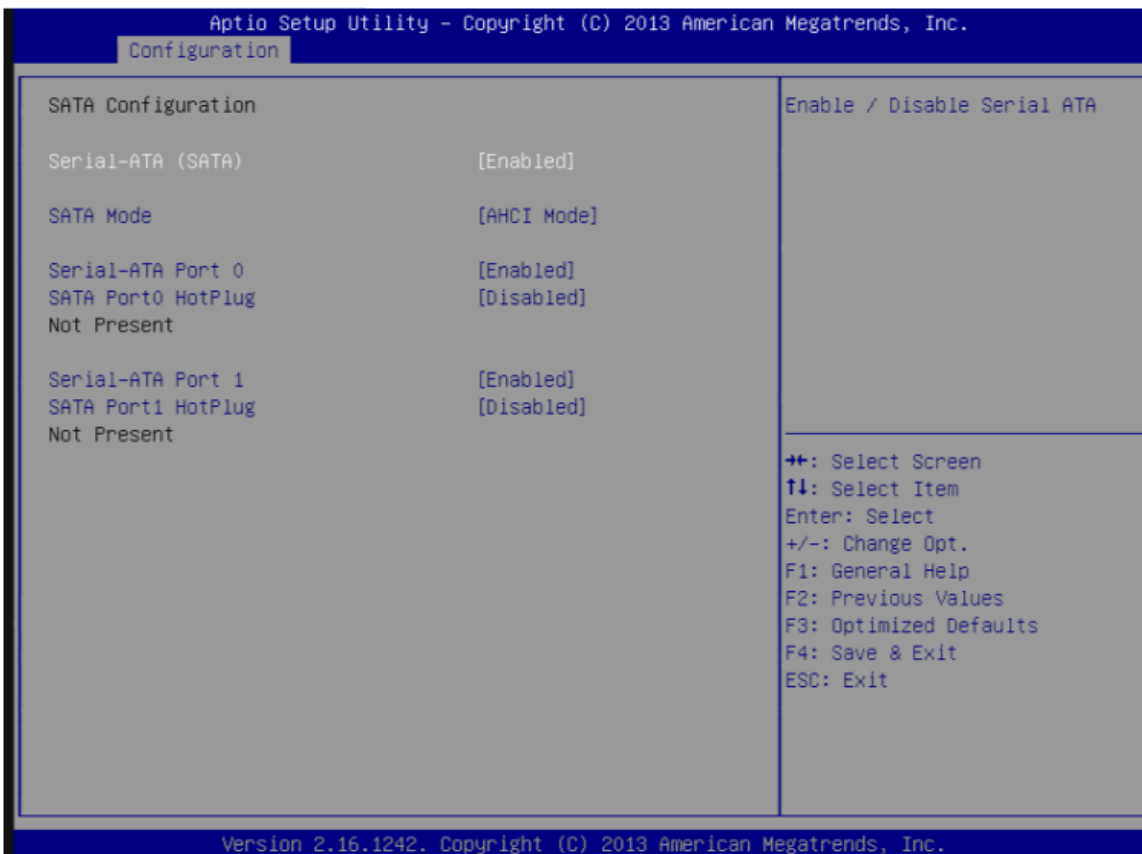 Aptio Setup Utility – Copyright (C) 2013 American Megatrends, Inc.
Configuration
SATA Configuration
Serial-ATA (SATA) [Enabled]
SATA Mode [AHCI Mode]
Serial-ATA Port 0 [Enabled]
SATA Port0 HotPlug [Disabled]
Not Present
Serial-ATA Port 1 [Enabled]
SATA Port1 HotPlug [Disabled]
Not Present
Enable / Disable Serial ATA
→←: Select Screen
↑↓: Select Item
Enter: Select
+/-: Change Opt.
F1: General Help
F2: Previous Values
F3: Optimized Defaults
F4: Save & Exit
ESC: Exit
Version 2.16.1242. Copyright (C) 2013 American Megatrends, Inc.